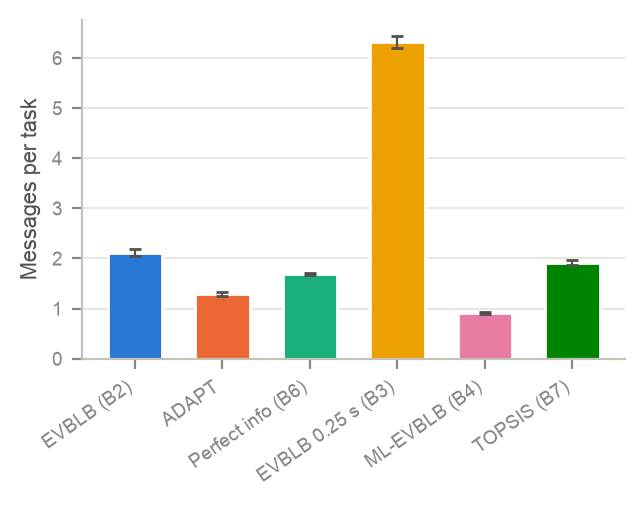 Messages per task
6
5
4
3
2
1
0
EVBLB (B2)
ADAPT
Perfect info (B6)
EVBLB 0.25 s (B3)
ML-EVBLB (B4)
TOPSIS (B7)